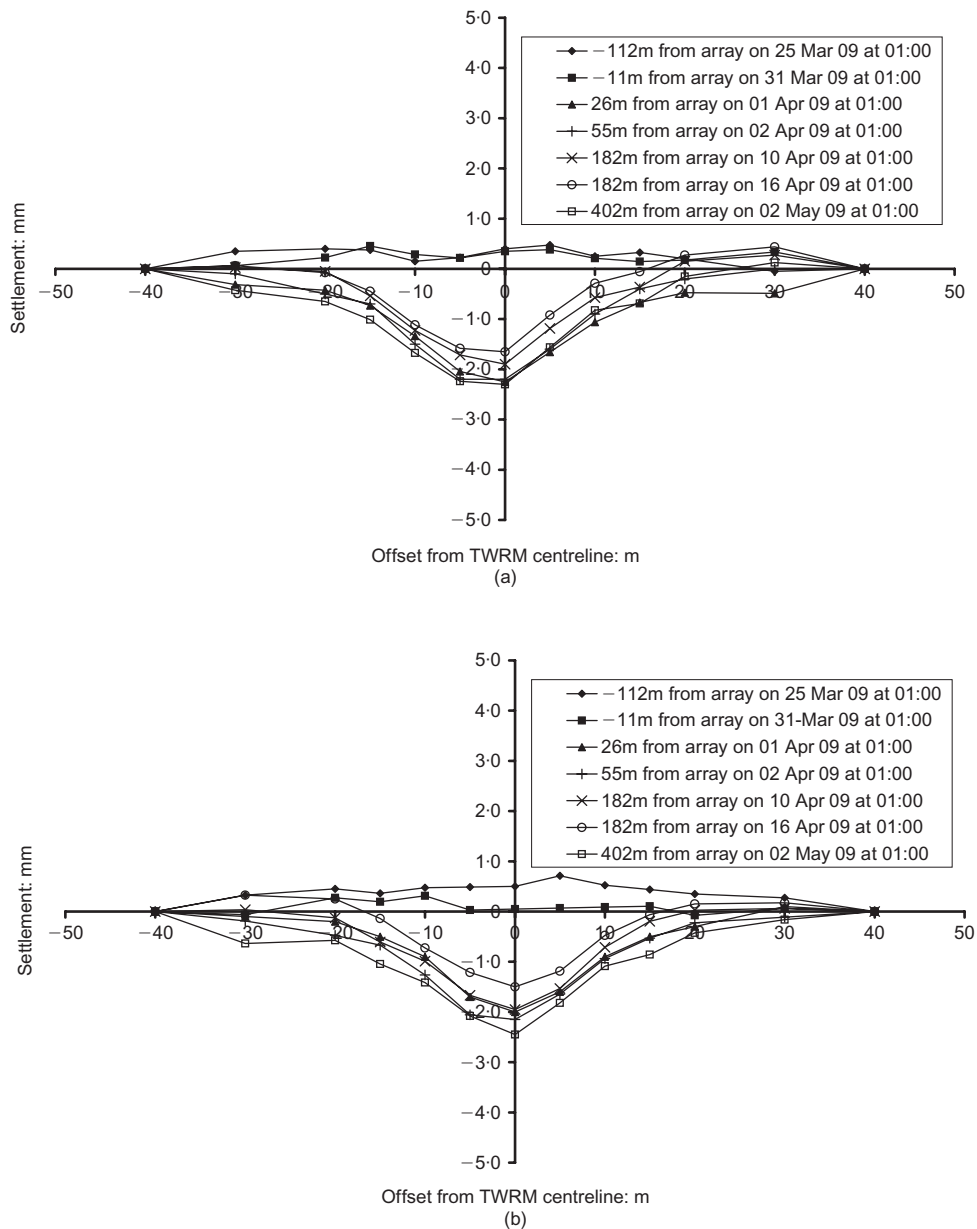 5·0
4·0
3·0
2·0
1·0
0
−1·0
−2·0
−3·0
−4·0
−5·0
−50
−40
−30
−20
−10
0
10
20
30
40
50
Settlement: mm
−112m from array on 25 Mar 09 at 01:00
−11m from array on 31 Mar 09 at 01:00
26m from array on 01 Apr 09 at 01:00
55m from array on 02 Apr 09 at 01:00
182m from array on 10 Apr 09 at 01:00
182m from array on 16 Apr 09 at 01:00
402m from array on 02 May 09 at 01:00
Offset from TWRM centreline: m
(a)
5·0
4·0
3·0
2·0
1·0
0
−1·0
−2·0
−3·0
−4·0
−5·0
−50
−40
−30
−20
−10
0
10
20
30
40
50
Settlement: mm
−112m from array on 25 Mar 09 at 01:00
−11m from array on 31-Mar 09 at 01:00
26m from array on 01 Apr 09 at 01:00
55m from array on 02 Apr 09 at 01:00
182m from array on 10 Apr 09 at 01:00
182m from array on 16 Apr 09 at 01:00
402m from array on 02 May 09 at 01:00
Offset from TWRM centreline: m
(b)